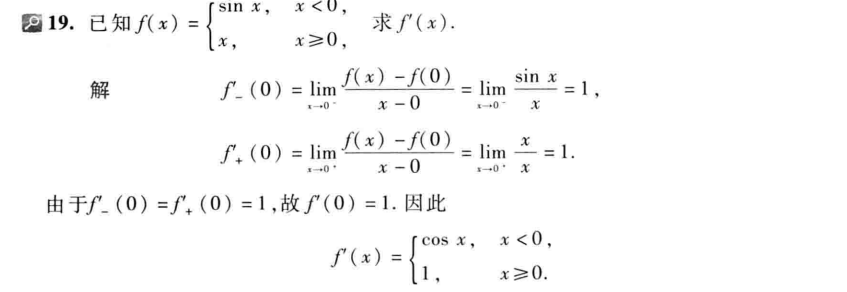 19. 已知 f(x) = { sin x, x < 0, x, x ≥ 0, 求 f′(x).
解 f′₋(0) = lim_{x→0⁻} (f(x) − f(0))/(x − 0) = lim_{x→0⁻} (sin x)/x = 1,
f′₊(0) = lim_{x→0⁺} (f(x) − f(0))/(x − 0) = lim_{x→0⁺} x/x = 1.
由于 f′₋(0) = f′₊(0) = 1, 故 f′(0) = 1. 因此
f′(x) = { cos x, x < 0, 1, x ≥ 0.